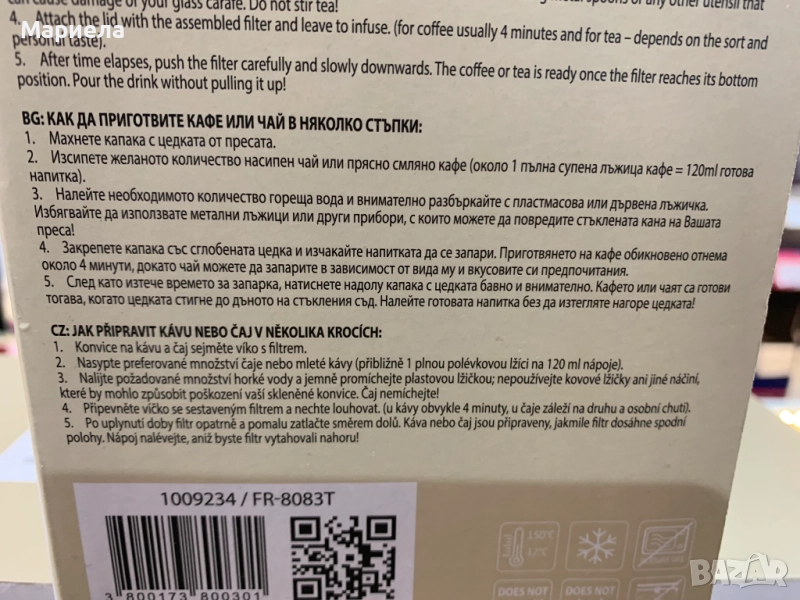 can cause damage of your glass carafe. Do not stir tea!
Мариела
4. Attach the lid with the assembled filter and leave to infuse. (for coffee usually 4 minutes and for tea – depends on the sort and
personal taste).
5. After time elapses, push the filter carefully and slowly downwards. The coffee or tea is ready once the filter reaches its bottom
position. Pour the drink without pulling it up!
BG: КАК ДА ПРИГОТВИТЕ КАФЕ ИЛИ ЧАЙ В НЯКОЛКО СТЪПКИ:
1. Махнете капака с цедката от пресата.
2. Изсипете желаното количество насипен чай или прясно смляно кафе (около 1 пълна супена лъжица кафе = 120ml готова
напитка).
3. Налейте необходимото количество гореща вода и внимателно разбъркайте с пластмасова или дървена лъжичка.
Избягвайте да използвате метални лъжици или други прибори, с които можете да повредите стъклената кана на Вашата
преса!
4. Закрепете капака със сглобената цедка и изчакайте напитката да се запари. Приготвянето на кафе обикновено отнема
около 4 минути, докато чай можете да запарите в зависимост от вида му и вкусовите си предпочитания.
5. След като изтече времето за запарка, натиснете надолу капака с цедката бавно и внимателно. Кафето или чаят са готови
тогава, когато цедката стигне до дъното на стъкления съд. Налейте готовата напитка без да изтегляте нагоре цедката!
CZ: JAK PŘIPRAVIT KÁVU NEBO ČAJ V NĚKOLIKA KROCÍCH:
1. Konvice na kávu a čaj sejměte víko s filtrem.
2. Nasypte preferované množství čaje nebo mleté kávy (přibližně 1 plnou polévkovou lžíci na 120 ml nápoje).
3. Nalijte požadované množství horké vody a jemně promíchejte plastovou lžičkou; nepoužívejte kovové lžičky ani jiné náčiní,
které by mohlo způsobit poškození vaší skleněné konvice. Čaj nemíchejte!
4. Připevněte víčko se sestaveným filtrem a nechte louhovat. (u kávy obvykle 4 minuty, u čaje záleží na druhu a osobní chuti).
5. Po uplynutí doby filtr opatrně a pomalu zatlačte směrem dolů. Káva nebo čaj jsou připraveny, jakmile filtr dosáhne spodní
polohy. Nápoj nalévejte, aniž byste filtr vytahovali nahoru!
1009234 / FR-8083T
3 800173 800301
150°C
DOES NOT
DOES NOT
BAZAR